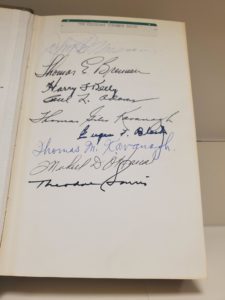 Thomas E. Brennan
Harry F. Kelly
Paul L. Adams
Thomas Giles Kavanagh
Eugene F. Black
Thomas M. Kavanagh
Michael D. O'Hara
Theodore Souris